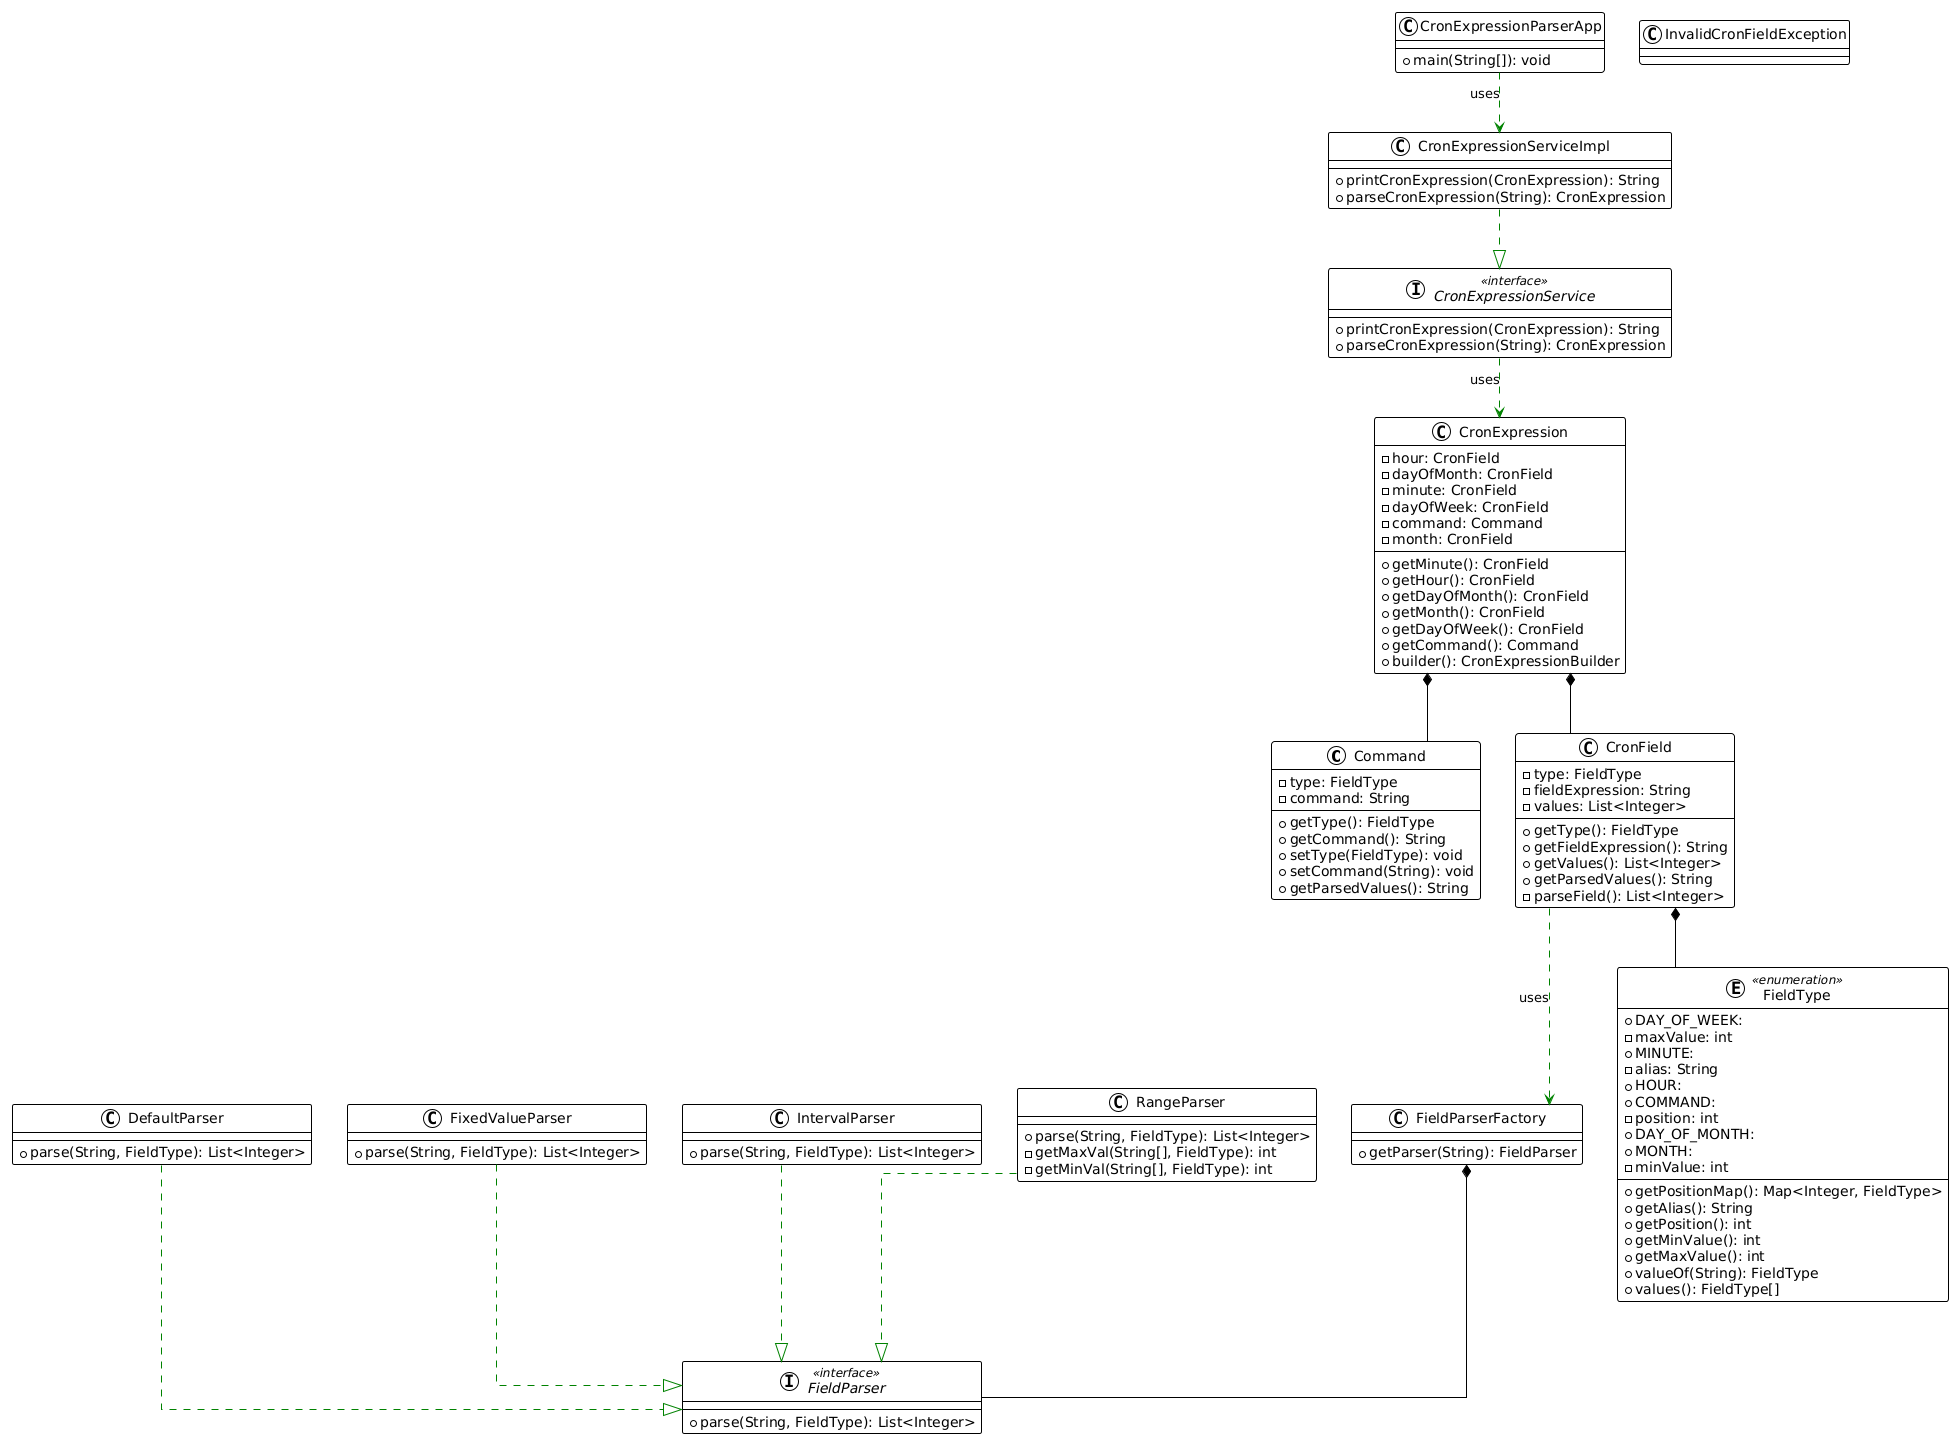 C CronExpressionParserApp
main(String[]): void
C InvalidCronFieldException
uses
C CronExpressionServiceImpl
printCronExpression(CronExpression): String
parseCronExpression(String): CronExpression
«interface»
I CronExpressionService
printCronExpression(CronExpression): String
parseCronExpression(String): CronExpression
uses
C CronExpression
hour: CronField
dayOfMonth: CronField
minute: CronField
dayOfWeek: CronField
command: Command
month: CronField
getMinute(): CronField
getHour(): CronField
getDayOfMonth(): CronField
getMonth(): CronField
getDayOfWeek(): CronField
getCommand(): Command
builder(): CronExpressionBuilder
C Command
type: FieldType
command: String
getType(): FieldType
getCommand(): String
setType(FieldType): void
setCommand(String): void
getParsedValues(): String
C CronField
type: FieldType
fieldExpression: String
values: List<Integer>
getType(): FieldType
getFieldExpression(): String
getValues(): List<Integer>
getParsedValues(): String
parseField(): List<Integer>
uses
«enumeration»
E FieldType
DAY_OF_WEEK:
maxValue: int
MINUTE:
alias: String
HOUR:
COMMAND:
position: int
DAY_OF_MONTH:
MONTH:
minValue: int
getPositionMap(): Map<Integer, FieldType>
getAlias(): String
getPosition(): int
getMinValue(): int
getMaxValue(): int
valueOf(String): FieldType
values(): FieldType[]
C DefaultParser
parse(String, FieldType): List<Integer>
C FixedValueParser
parse(String, FieldType): List<Integer>
C IntervalParser
parse(String, FieldType): List<Integer>
C RangeParser
parse(String, FieldType): List<Integer>
getMaxVal(String[], FieldType): int
getMinVal(String[], FieldType): int
C FieldParserFactory
getParser(String): FieldParser
«interface»
I FieldParser
parse(String, FieldType): List<Integer>